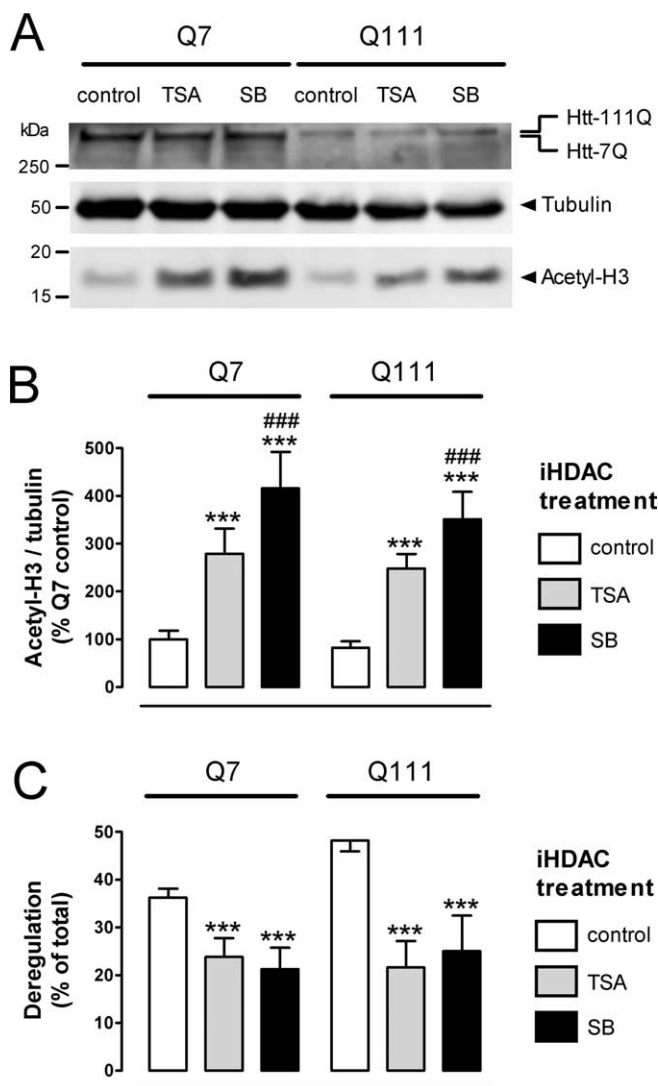 A
Q7 Q111
control TSA SB control TSA SB
kDa
Htt-111Q
Htt-7Q
250
50
Tubulin
20
Acetyl-H3
15
B
Q7 Q111
Acetyl-H3 / tubulin
(% Q7 control)
500
400
300
200
100
0
***
###
***
***
###
***
iHDAC
treatment
control
TSA
SB
C
Q7 Q111
Deregulation
(% of total)
50
40
30
20
10
0
*** *** *** ***
iHDAC
treatment
control
TSA
SB